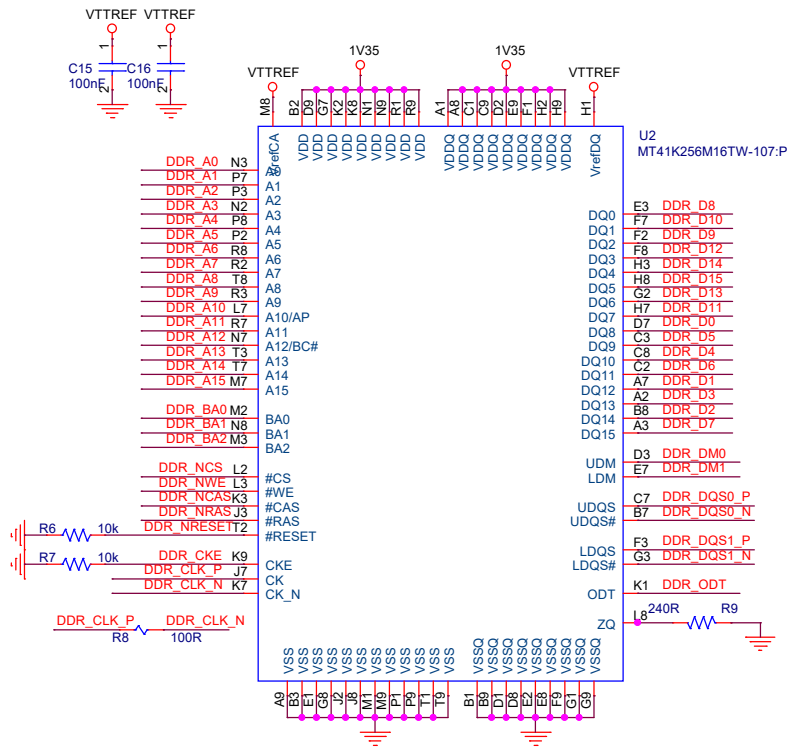 VTTREF VTTREF
1 1
C15 C16
100nF 100nF
2 2
1V35 1V35
VTTREF VTTREF
M8 B2 D9 G7 K2 K8 N1 N9 R1 R9 A1 A8 C1 C9 D2 E9 F1 H2 H9 H1
U2
MT41K256M16TW-107:P
VrefCA VDD VDD VDD VDD VDD VDD VDD VDD VDD VDDQ VDDQ VDDQ VDDQ VDDQ VDDQ VDDQ VDDQ VDDQ VrefDQ
DDR_A0 N3 A0
DDR_A1 P7 A1
DDR_A2 P3 A2
DDR_A3 N2 A3
DDR_A4 P8 A4
DDR_A5 P2 A5
DDR_A6 R8 A6
DDR_A7 R2 A7
DDR_A8 T8 A8
DDR_A9 R3 A9
DDR_A10 L7 A10/AP
DDR_A11 R7 A11
DDR_A12 N7 A12/BC#
DDR_A13 T3 A13
DDR_A14 T7 A14
DDR_A15 M7 A15
DDR_BA0 M2 BA0
DDR_BA1 N8 BA1
DDR_BA2 M3 BA2
DDR_NCS L2 #CS
DDR_NWE L3 #WE
DDR_NCAS K3 #CAS
DDR_NRAS J3 #RAS
R6 10k DDR_NRESET T2 #RESET
R7 10k DDR_CKE K9 CKE
DDR_CLK_P J7 CK
DDR_CLK_N K7 CK_N
DDR_CLK_P DDR_CLK_N
R8 100R
DQ0 E3 DDR_D8
DQ1 F7 DDR_D10
DQ2 F2 DDR_D9
DQ3 F8 DDR_D12
DQ4 H3 DDR_D14
DQ5 H8 DDR_D15
DQ6 G2 DDR_D13
DQ7 H7 DDR_D11
DQ8 D7 DDR_D0
DQ9 C3 DDR_D5
DQ10 C8 DDR_D4
DQ11 C2 DDR_D6
DQ12 A7 DDR_D1
DQ13 A2 DDR_D3
DQ14 B8 DDR_D2
DQ15 A3 DDR_D7
UDM D3 DDR_DM0
LDM E7 DDR_DM1
UDQS C7 DDR_DQS0_P
UDQS# B7 DDR_DQS0_N
LDQS F3 DDR_DQS1_P
LDQS# G3 DDR_DQS1_N
ODT K1 DDR_ODT
ZQ L8 240R R9
VSS VSS VSS VSS VSS VSS VSS VSS VSS VSS VSS VSS VSSQ VSSQ VSSQ VSSQ VSSQ VSSQ VSSQ VSSQ VSSQ
A9 B3 E1 G8 J2 J8 M1 M9 P1 P9 T1 T9 B1 B9 D1 D8 E2 E8 F9 G1 G9